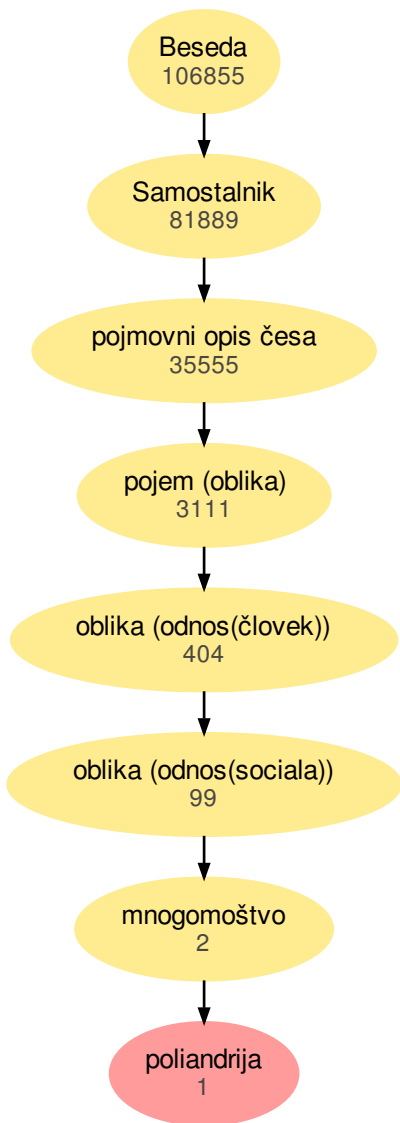 Beseda
106855
Samostalnik
81889
pojmovni opis česa
35555
pojem (oblika)
3111
oblika (odnos(človek))
404
oblika (odnos(sociala))
99
mnogomoštvo
2
poliandrija
1